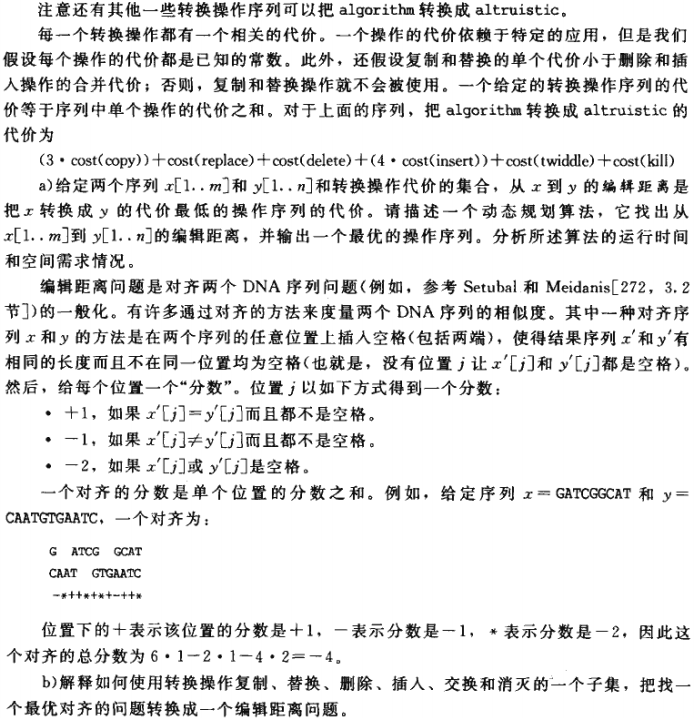 注意还有其他一些转换操作序列可以把 algorithm 转换成 altruistic。
每一个转换操作都有一个相关的代价。一个操作的代价依赖于特定的应用，但是我们
假设每个操作的代价都是已知的常数。此外，还假设复制和替换的单个代价小于删除和插
入操作的合并代价；否则，复制和替换操作就不会被使用。一个给定的转换操作序列的代
价等于序列中单个操作的代价之和。对于上面的序列，把 algorithm 转换成 altruistic 的
代价为
(3·cost(copy))+cost(replace)+cost(delete)+(4·cost(insert))+cost(twiddle)+cost(kill)
a)给定两个序列 x[1..m]和 y[1..n]和转换操作代价的集合，从 x 到 y 的编辑距离是
把 x 转换成 y 的代价最低的操作序列的代价。请描述一个动态规划算法，它找出从
x[1..m]到 y[1..n]的编辑距离，并输出一个最优的操作序列。分析所述算法的运行时间
和空间需求情况。
编辑距离问题是对齐两个 DNA 序列问题(例如，参考 Setubal 和 Meidanis[272，3.2
节])的一般化。有许多通过对齐的方法来度量两个 DNA 序列的相似度。其中一种对齐序
列 x 和 y 的方法是在两个序列的任意位置上插入空格(包括两端)，使得结果序列 x′和 y′有
相同的长度而且不在同一位置均为空格(也就是，没有位置 j 让 x′[j]和 y′[j]都是空格)。
然后，给每个位置一个“分数”。位置 j 以如下方式得到一个分数：
• +1，如果 x′[j]=y′[j]而且都不是空格。
• −1，如果 x′[j]≠y′[j]而且都不是空格。
• −2，如果 x′[j]或 y′[j]是空格。
一个对齐的分数是单个位置的分数之和。例如，给定序列 x=GATCGGCAT 和 y=
CAATGTGAATC，一个对齐为：
G ATCG GCAT
CAAT GTGAATC
-*++*+*+-++*
位置下的+表示该位置的分数是+1，−表示分数是−1，*表示分数是−2，因此这
个对齐的总分数为 6·1−2·1−4·2=−4。
b)解释如何使用转换操作复制、替换、删除、插入、交换和消灭的一个子集，把找一
个最优对齐的问题转换成一个编辑距离问题。